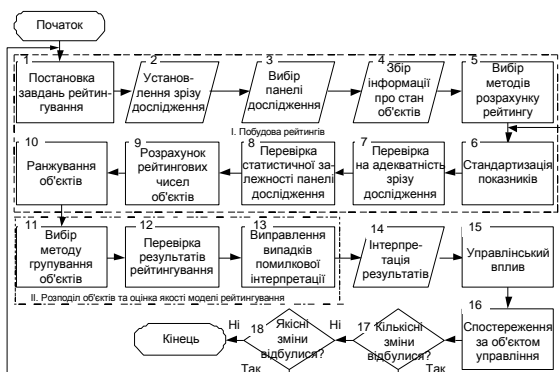 Початок
1
Постановка
завдань рейтин-
гування
2
Установ-
лення зрізу
дослідження
3
Вибір
панелі
дослідження
4
Збір
інформації
про стан
об'єктів
5
Вибір
методів
розрахунку
рейтингу
I. Побудова рейтингів
10
Ранжування
об'єктів
9
Розрахунок
рейтингових
чисел об'єктів
8
Перевірка
статистичної за-
лежності панелі
дослідження
7
Перевірка
на адекватність
зрізу
дослідження
6
Стандартизація
показників
11
Вибір
методу
групування
об'єктів
12
Перевірка
результатів
рейтингування
13
Виправлення
випадків
помилкової
інтерпретації
14
Інтерпре-
тація
результатів
15
Управлінський
вплив
II. Розподіл об'єктів та оцінка якості моделі рейтингування
16
Спостереження
за об'єктом
управління
17
Кількісні
зміни
відбулися?
Ні
Так
18
Якісні
зміни
відбулися?
Ні
Так
Кінець